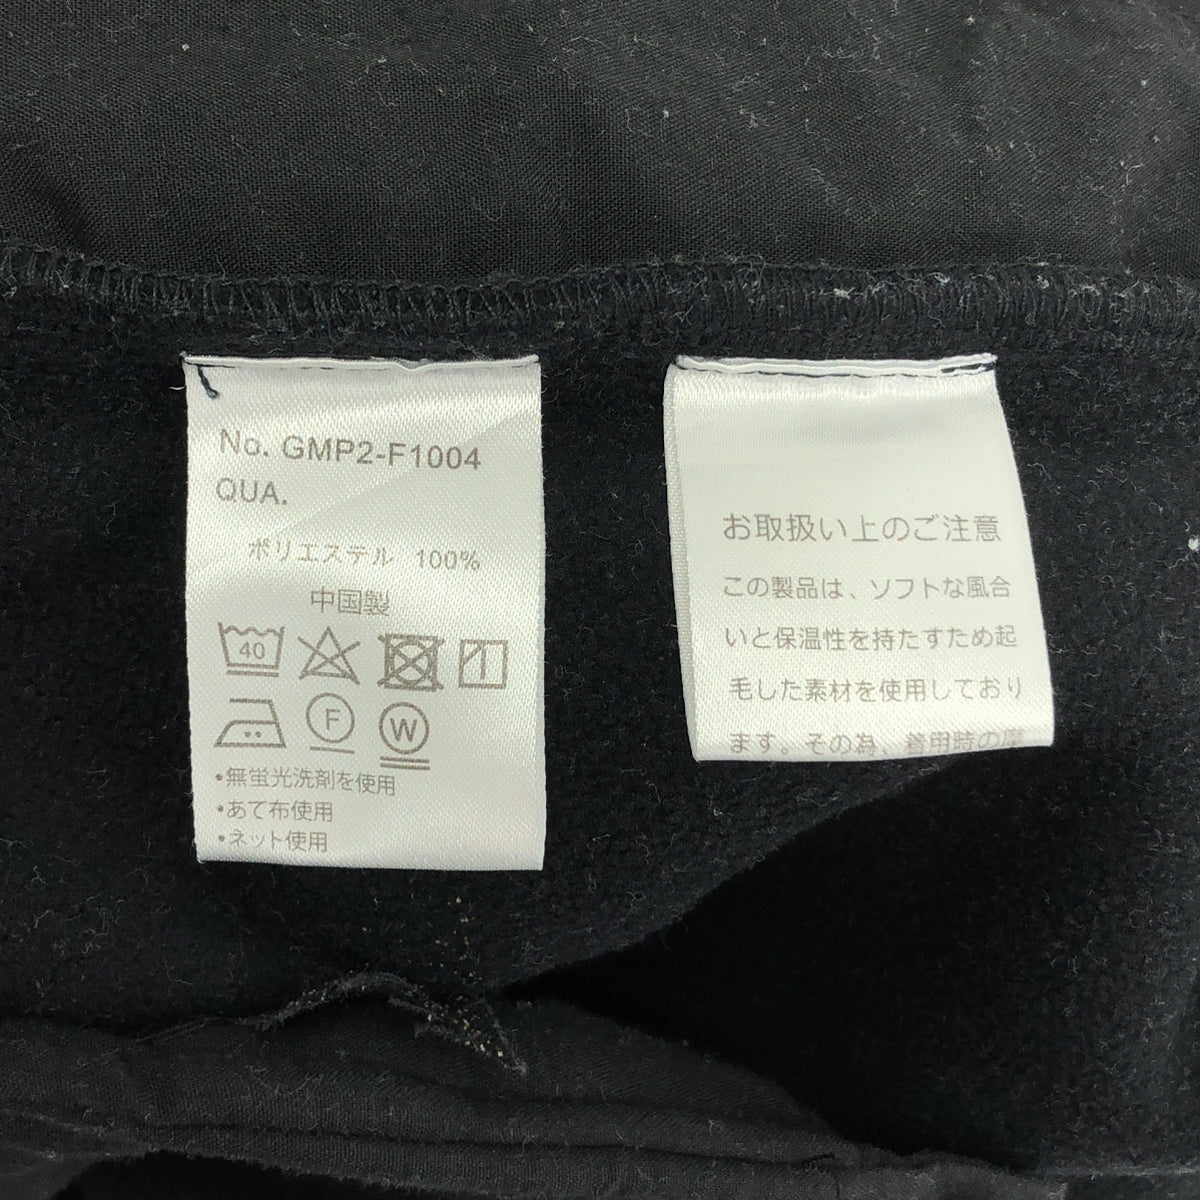 No. GMP2-F1004
QUA.
ポリエステル 100%
中国製
40
F
W
・無蛍光洗剤を使用
・あて布使用
・ネット使用
お取扱い上のご注意
この製品は、ソフトな風合
いと保温性を持たすため起
毛した素材を使用しており
ます。その為、着用時の摩